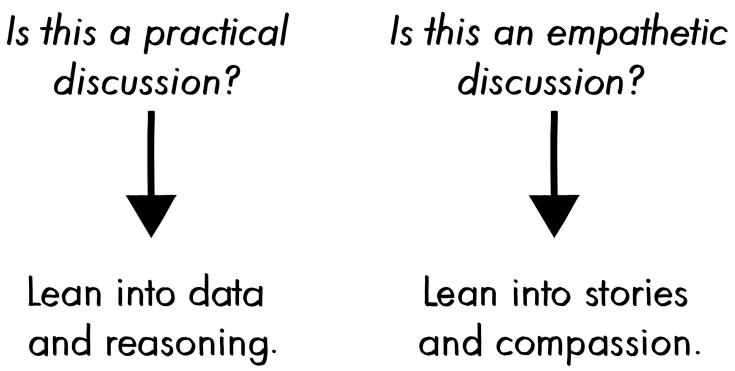 Is this a practical
discussion?
Lean into data
and reasoning.
Is this an empathetic
discussion?
Lean into stories
and compassion.